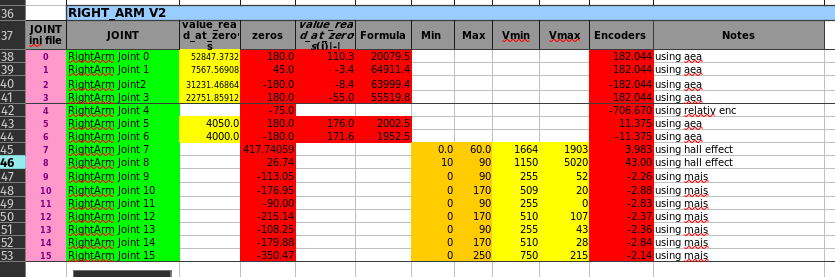 36 RIGHT_ARM V2
37 JOINT ini file JOINT value_read_at_zero's zeros value_read_at_zeros(j)|-| Formula Min Max Vmin Vmax Encoders Notes
38 0 RightArm Joint 0 52847.3732 180.0 110.3 20079.5 182.044 using aea
39 1 RightArm Joint 1 7567.56908 45.0 -3.4 64911.4 182.044 using aea
40 2 RightArm Joint2 31231.46864 -180.0 -8.4 63999.4 -182.044 using aea
41 3 RightArm Joint 3 22751.85912 180.0 -55.0 55519.8 182.044 using aea
42 4 RightArm Joint 4 -75.0 -706.670 using relativ enc
43 5 RightArm Joint 5 4050.0 180.0 176.0 2002.5 11.375 using aea
44 6 RightArm Joint 6 4000.0 -180.0 171.6 1952.5 -11.375 using aea
45 7 RightArm Joint 7 417.74059 0.0 60.0 1664 1903 3.983 using hall effect
46 8 RightArm Joint 8 26.74 10 90 1150 5020 43.00 using hall effect
47 9 RightArm Joint 9 -113.05 0 90 255 52 -2.26 using mais
48 10 RightArm Joint 10 -176.95 0 170 509 20 -2.88 using mais
49 11 RightArm Joint 11 -90.00 0 90 255 0 -2.83 using mais
50 12 RightArm Joint 12 -215.14 0 170 510 107 -2.37 using mais
51 13 RightArm Joint 13 -108.25 0 90 255 43 -2.36 using mais
52 14 RightArm Joint 14 -179.88 0 170 510 28 -2.84 using mais
53 15 RightArm Joint 15 -350.47 0 250 750 215 -2.14 using mais